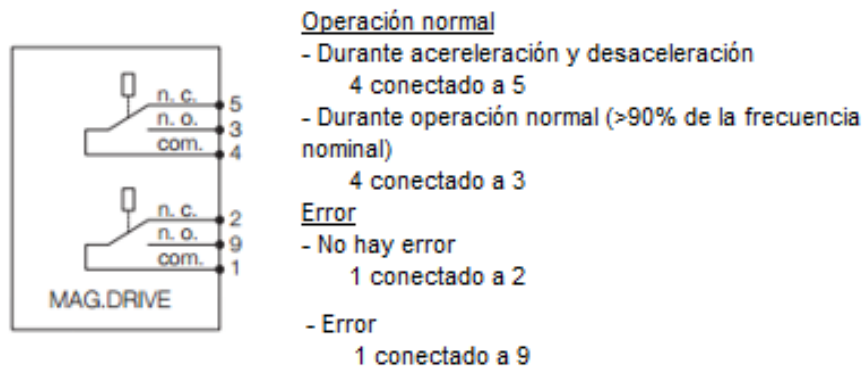 n. c.
5
n. o.
3
com.
4
n. c.
2
n. o.
9
com.
1
MAG.DRIVE
Operación normal
- Durante acereleración y desaceleración
4 conectado a 5
- Durante operación normal (>90% de la frecuencia
nominal)
4 conectado a 3
Error
- No hay error
1 conectado a 2
- Error
1 conectado a 9